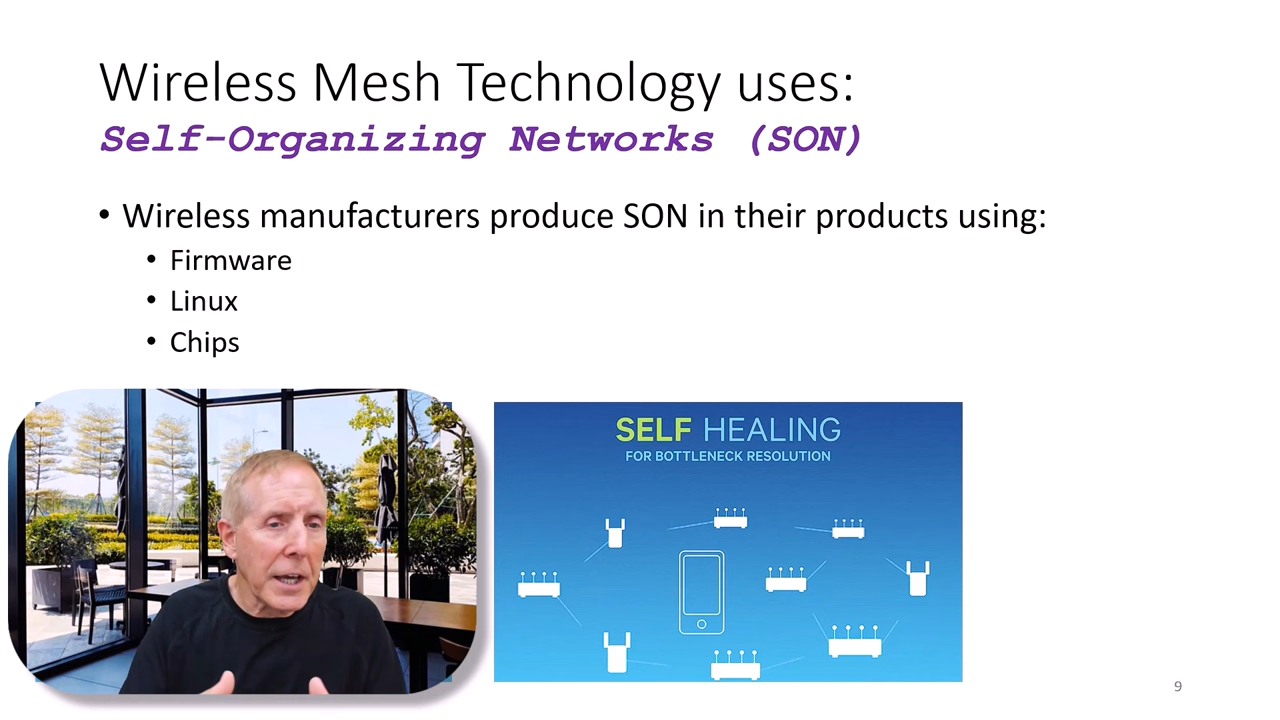 Wireless Mesh Technology uses:
Self-Organizing Networks (SON)
• Wireless manufacturers produce SON in their products using:
• Firmware
• Linux
• Chips
SELF HEALING
FOR BOTTLENECK RESOLUTION
9